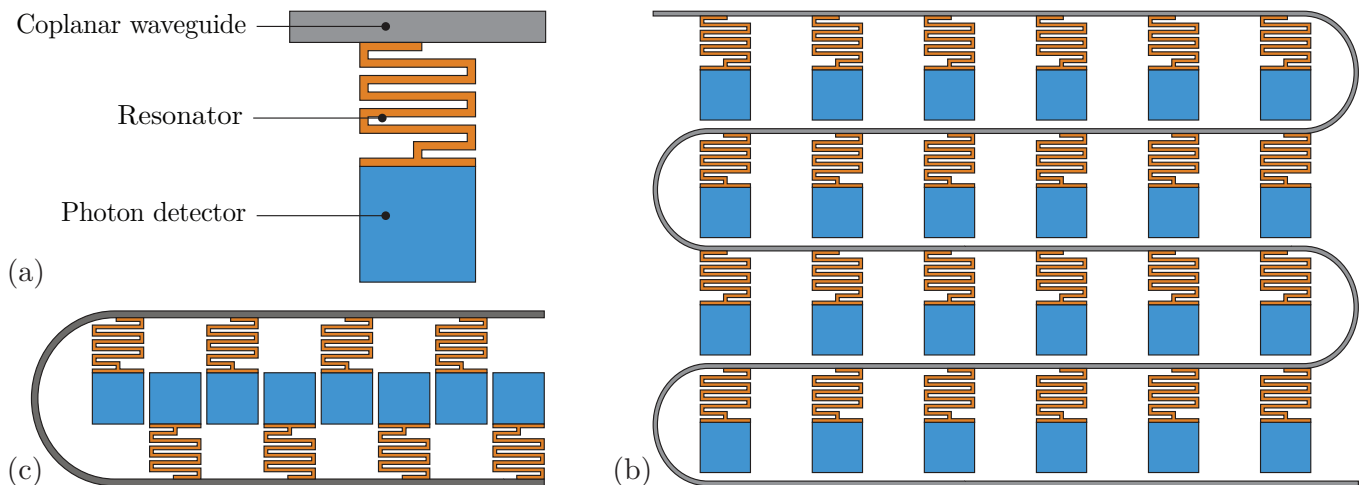 Coplanar waveguide
Resonator
Photon detector
(a)
(c)
(b)